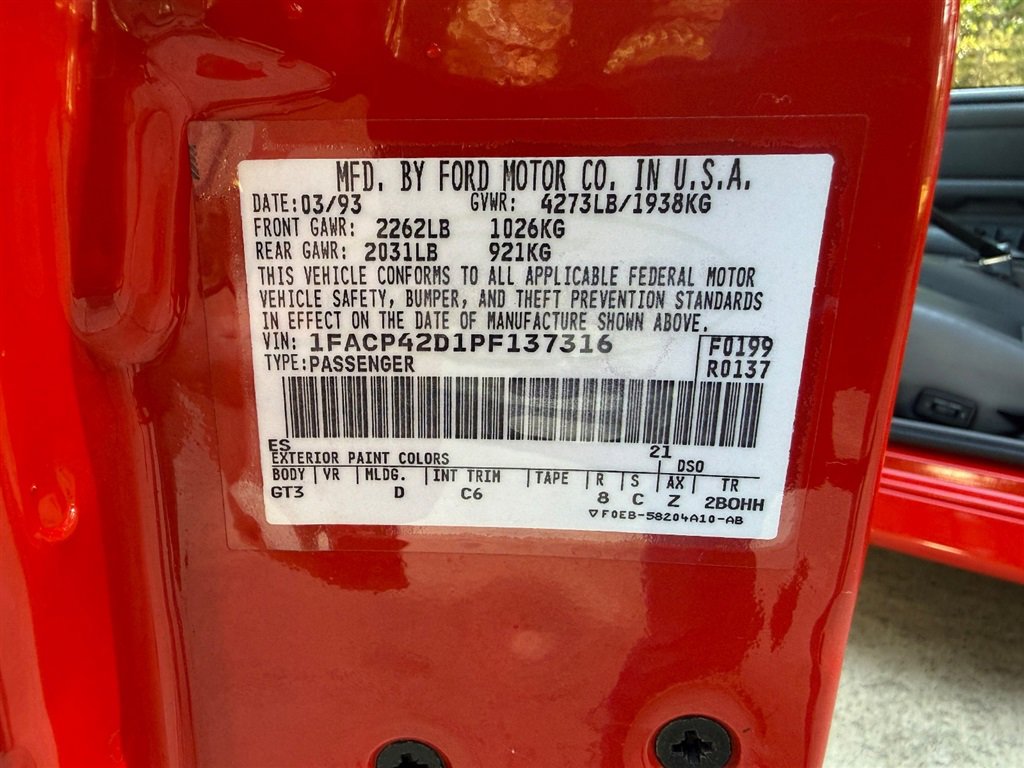 MFD. BY FORD MOTOR CO. IN U.S.A.
DATE: 03/93 GVWR: 4273LB/1938KG
FRONT GAWR: 2262LB 1026KG
REAR GAWR: 2031LB 921KG
THIS VEHICLE CONFORMS TO ALL APPLICABLE FEDERAL MOTOR
VEHICLE SAFETY, BUMPER, AND THEFT PREVENTION STANDARDS
IN EFFECT ON THE DATE OF MANUFACTURE SHOWN ABOVE.
VIN: 1FACP42D1PF137316 F0199
TYPE: PASSENGER R0137
ES 21
EXTERIOR PAINT COLORS DSO
BODY VR MLDG. INT TRIM TAPE R S AX TR
GT3 D C6 8 C Z 2BOHH
▽F0EB-58204A10-AB